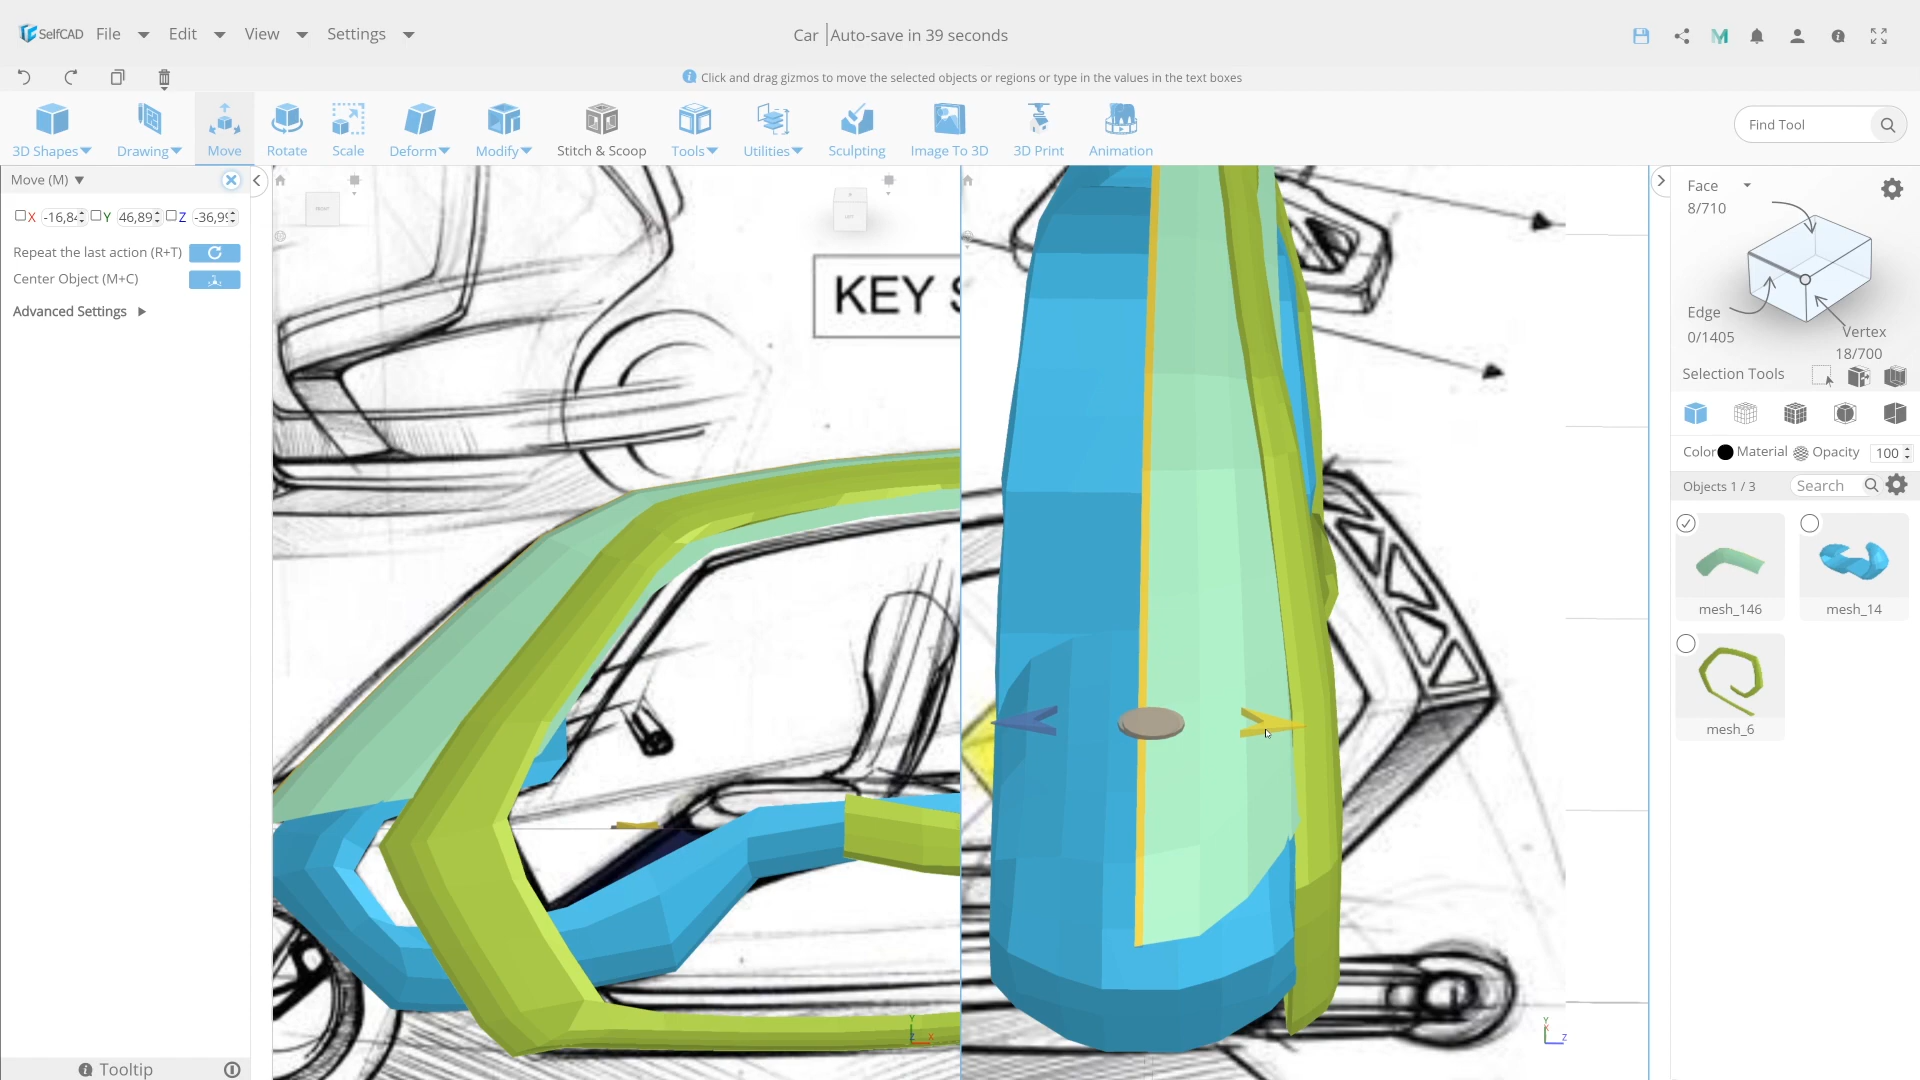 SelfCAD File Edit View Settings
Car Auto-save in 39 seconds
Click and drag gizmos to move the selected objects or regions or type in the values in the text boxes
3D Shapes Drawing Move Rotate Scale Deform Modify Stitch & Scoop Tools Utilities Sculpting Image To 3D 3D Print Animation
Find Tool
Move (M)
X -16,84 Y 46,89 Z -36,99
Repeat the last action (R+T)
Center Object (M+C)
Advanced Settings
Tooltip
KEY S
Face
8/710
Edge
0/1405
Vertex
18/700
Selection Tools
Color Material Opacity 100
Objects 1 / 3 Search
mesh_146 mesh_14
mesh_6
Y
Z X
Y
X
Z